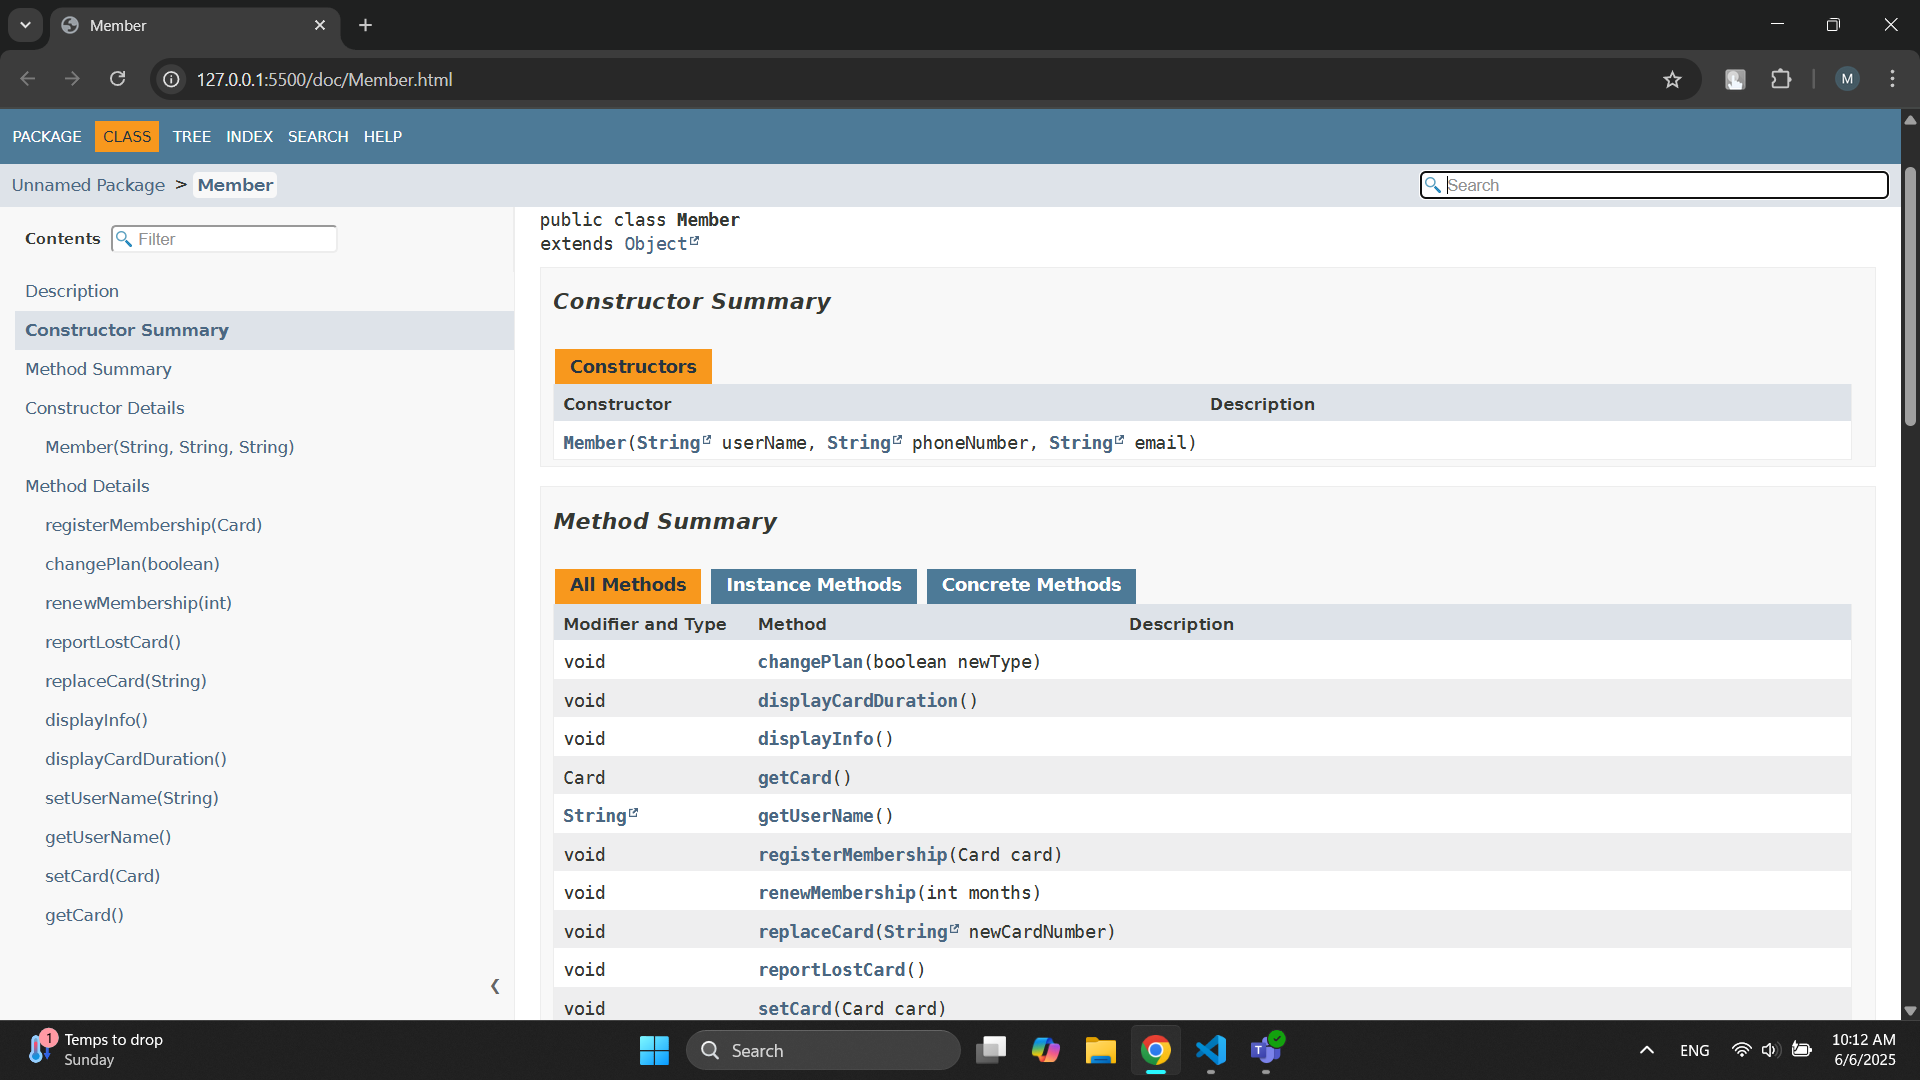 Member
127.0.0.1:5500/doc/Member.html
M
PACKAGE CLASS TREE INDEX SEARCH HELP
Unnamed Package > Member
Search
Contents
Filter
Description
Constructor Summary
Method Summary
Constructor Details
Member(String, String, String)
Method Details
registerMembership(Card)
changePlan(boolean)
renewMembership(int)
reportLostCard()
replaceCard(String)
displayInfo()
displayCardDuration()
setUserName(String)
getUserName()
setCard(Card)
getCard()
public class Member
extends Object
Constructor Summary
Constructors
Constructor Description
Member(String userName, String phoneNumber, String email)
Method Summary
All Methods Instance Methods Concrete Methods
Modifier and Type Method Description
void changePlan(boolean newType)
void displayCardDuration()
void displayInfo()
Card getCard()
String getUserName()
void registerMembership(Card card)
void renewMembership(int months)
void replaceCard(String newCardNumber)
void reportLostCard()
void setCard(Card card)
1
Temps to drop
Sunday
Search
T
ENG
10:12 AM
6/6/2025